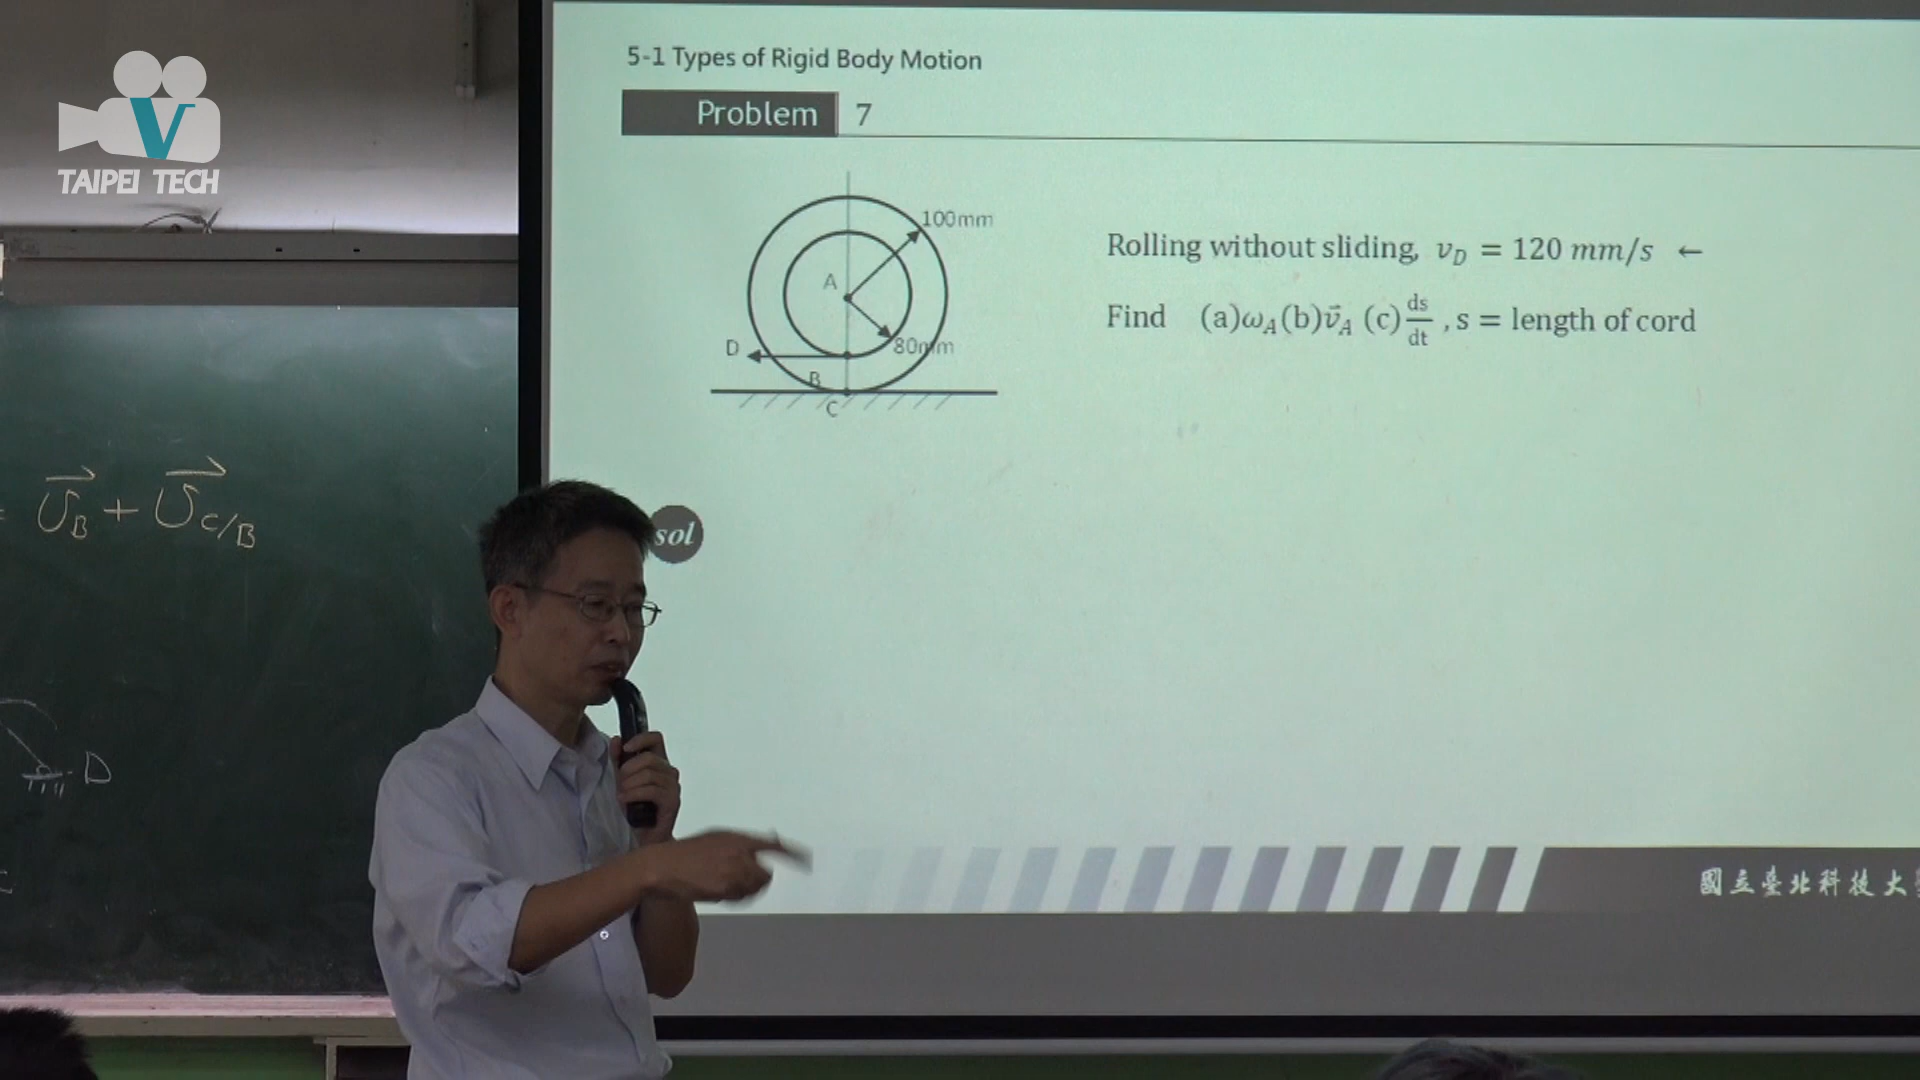 V
TAIPEI TECH
5-1 Types of Rigid Body Motion
Problem 7
100mm
A
80mm
D
B
C
Rolling without sliding, v_D = 120 mm/s ←
Find (a)ω_A(b)v⃗_A (c)ds/dt , s = length of cord
= v⃗_B + v⃗_C/B
D
sol
國立臺北科技大